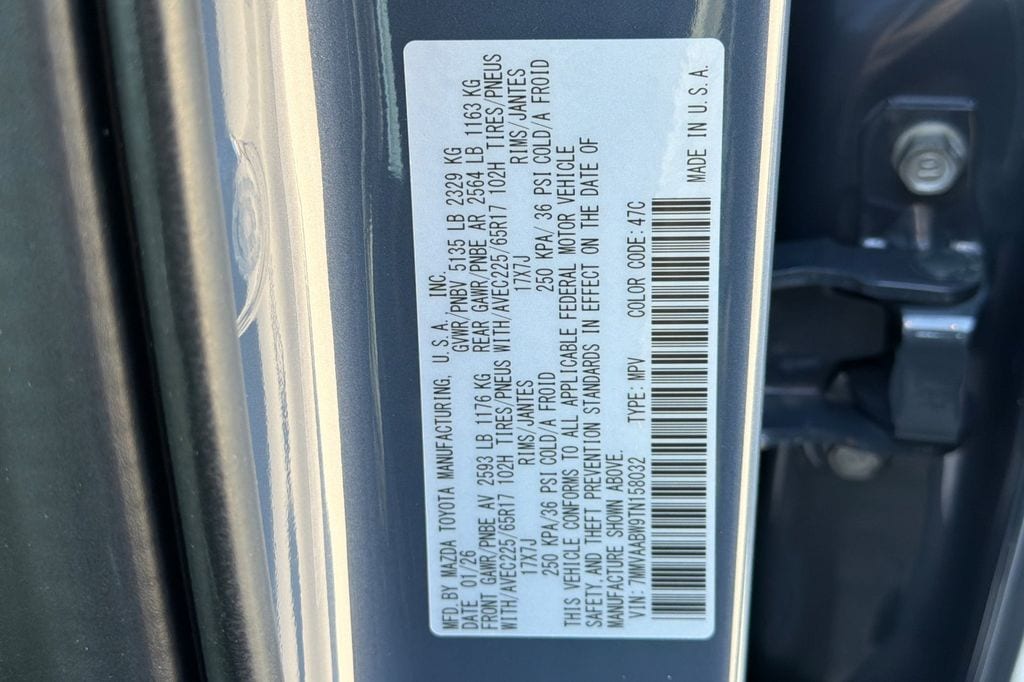 MFD.BY MAZDA TOYOTA MANUFACTURING, U. S. A., INC.
DATE 01/26 GVWR/PNBV 5135 LB 2329 KG
FRONT GAWR/PNBE AV 2593 LB 1176 KG REAR GAWR/PNBE AR 2564 LB 1163 KG
WITH/AVEC225/65R17 102H TIRES/PNEUS WITH/AVEC225/65R17 102H TIRES/PNEUS
17X7J RIMS/JANTES 17X7J RIMS/JANTES
250 KPA/36 PSI COLD/A FROID 250 KPA/ 36 PSI COLD/A FROID
THIS VEHICLE CONFORMS TO ALL APPLICABLE FEDERAL MOTOR VEHICLE
SAFETY, AND THEFT PREVENTION STANDARDS IN EFFECT ON THE DATE OF
MANUFACTURE SHOWN ABOVE.
VIN: 7MMVAABW9TN158032 TYPE: MPV COLOR CODE: 47C
MADE IN U. S. A.
8